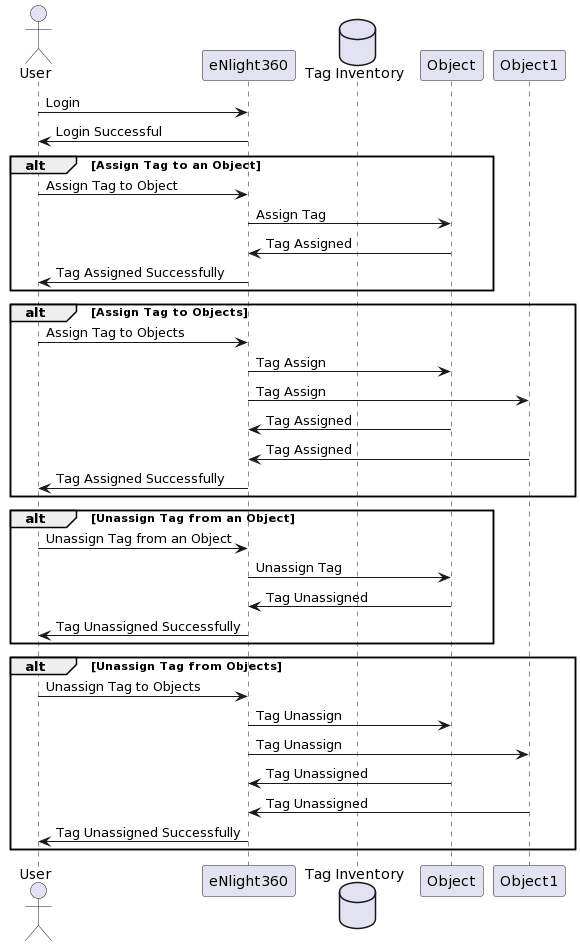 User
eNlight360
Tag Inventory
Object
Object1
Login
Login Successful
alt [Assign Tag to an Object]
Assign Tag to Object
Assign Tag
Tag Assigned
Tag Assigned Successfully
alt [Assign Tag to Objects]
Assign Tag to Objects
Tag Assign
Tag Assign
Tag Assigned
Tag Assigned
Tag Assigned Successfully
alt [Unassign Tag from an Object]
Unassign Tag from an Object
Unassign Tag
Tag Unassigned
Tag Unassigned Successfully
alt [Unassign Tag from Objects]
Unassign Tag to Objects
Tag Unassign
Tag Unassign
Tag Unassigned
Tag Unassigned
Tag Unassigned Successfully
User
eNlight360
Tag Inventory
Object
Object1